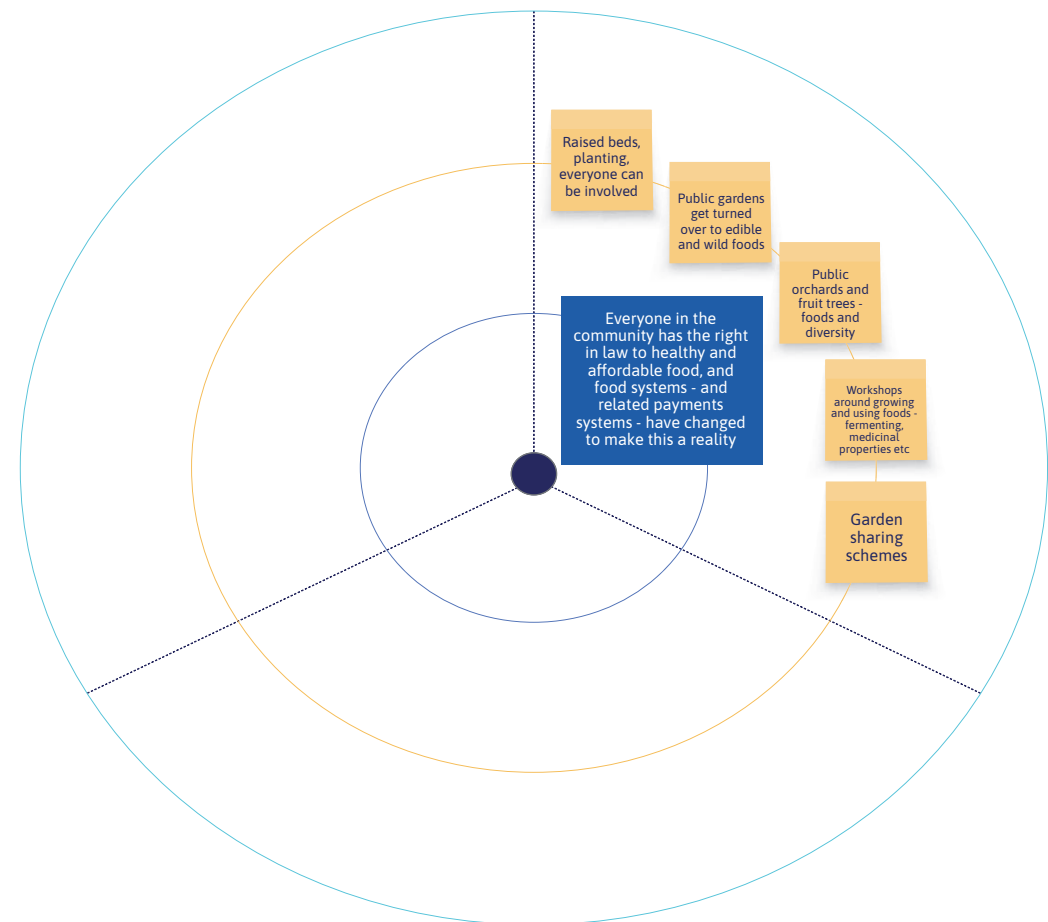 Raised beds,
planting,
everyone can
be involved
Public gardens
get turned
over to edible
and wild foods
Public
orchards and
fruit trees -
foods and
diversity
Everyone in the
community has the right
in law to healthy and
affordable food, and
food systems - and
related payments
systems - have changed
to make this a reality
Workshops
around growing
and using foods -
fermenting,
medicinal
properties etc
Garden
sharing
schemes